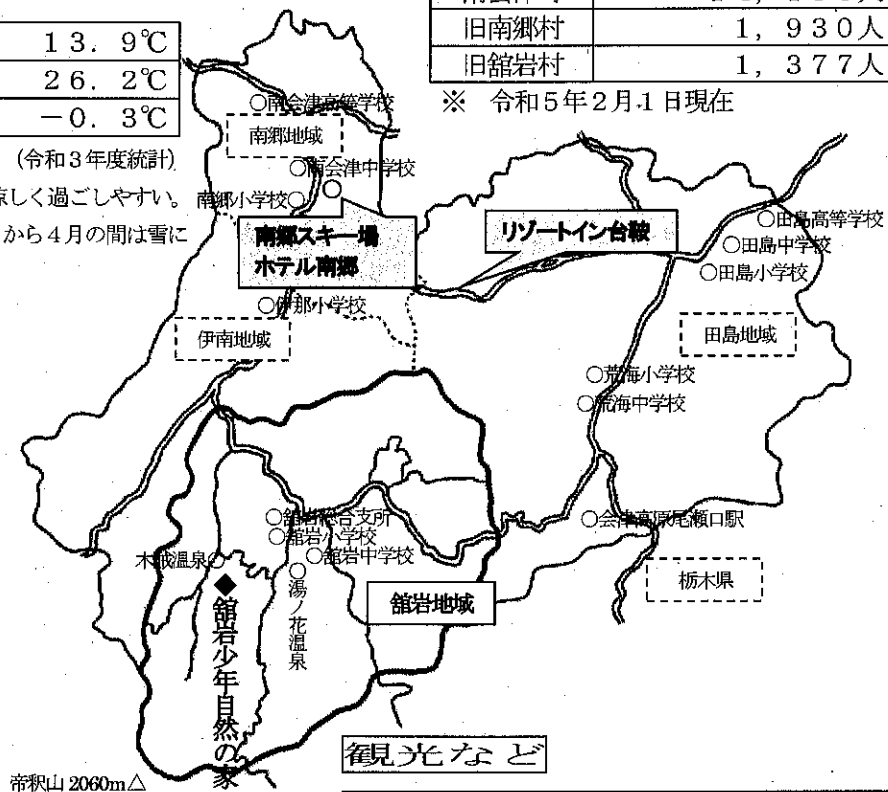 旧南郷村 1,930人
旧舘岩村 1,377人
※ 令和5年2月1日現在
13.9℃
26.2℃
-0.3℃
(令和3年度統計)
涼しく過ごしやすい。
から4月の間は雪に
○南会津高等学校
南郷地域
○南会津中学校
南郷小学校○
南郷スキー場
ホテル南郷
リゾートイン台鞍
○田島高等学校
○田島中学校
○田島小学校
○伊那小学校
伊南地域
田島地域
○荒海小学校
○荒海中学校
○舘岩総合支所
○舘岩小学校
○舘岩中学校
○会津高原尾瀬口駅
木賊温泉○
○湯ノ花温泉
舘岩地域
栃木県
◆舘岩少年自然の家
観光など
帝釈山2060m△